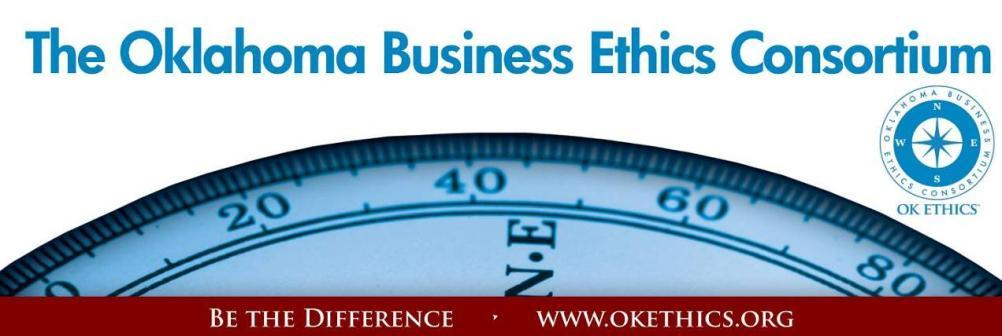 The Oklahoma Business Ethics Consortium
OKLAHOMA BUSINESS
ETHICS CONSORTIUM
N
W E
S
OK ETHICS
20 40 60 80
0
N·E
BE THE DIFFERENCE · WWW.OKETHICS.ORG